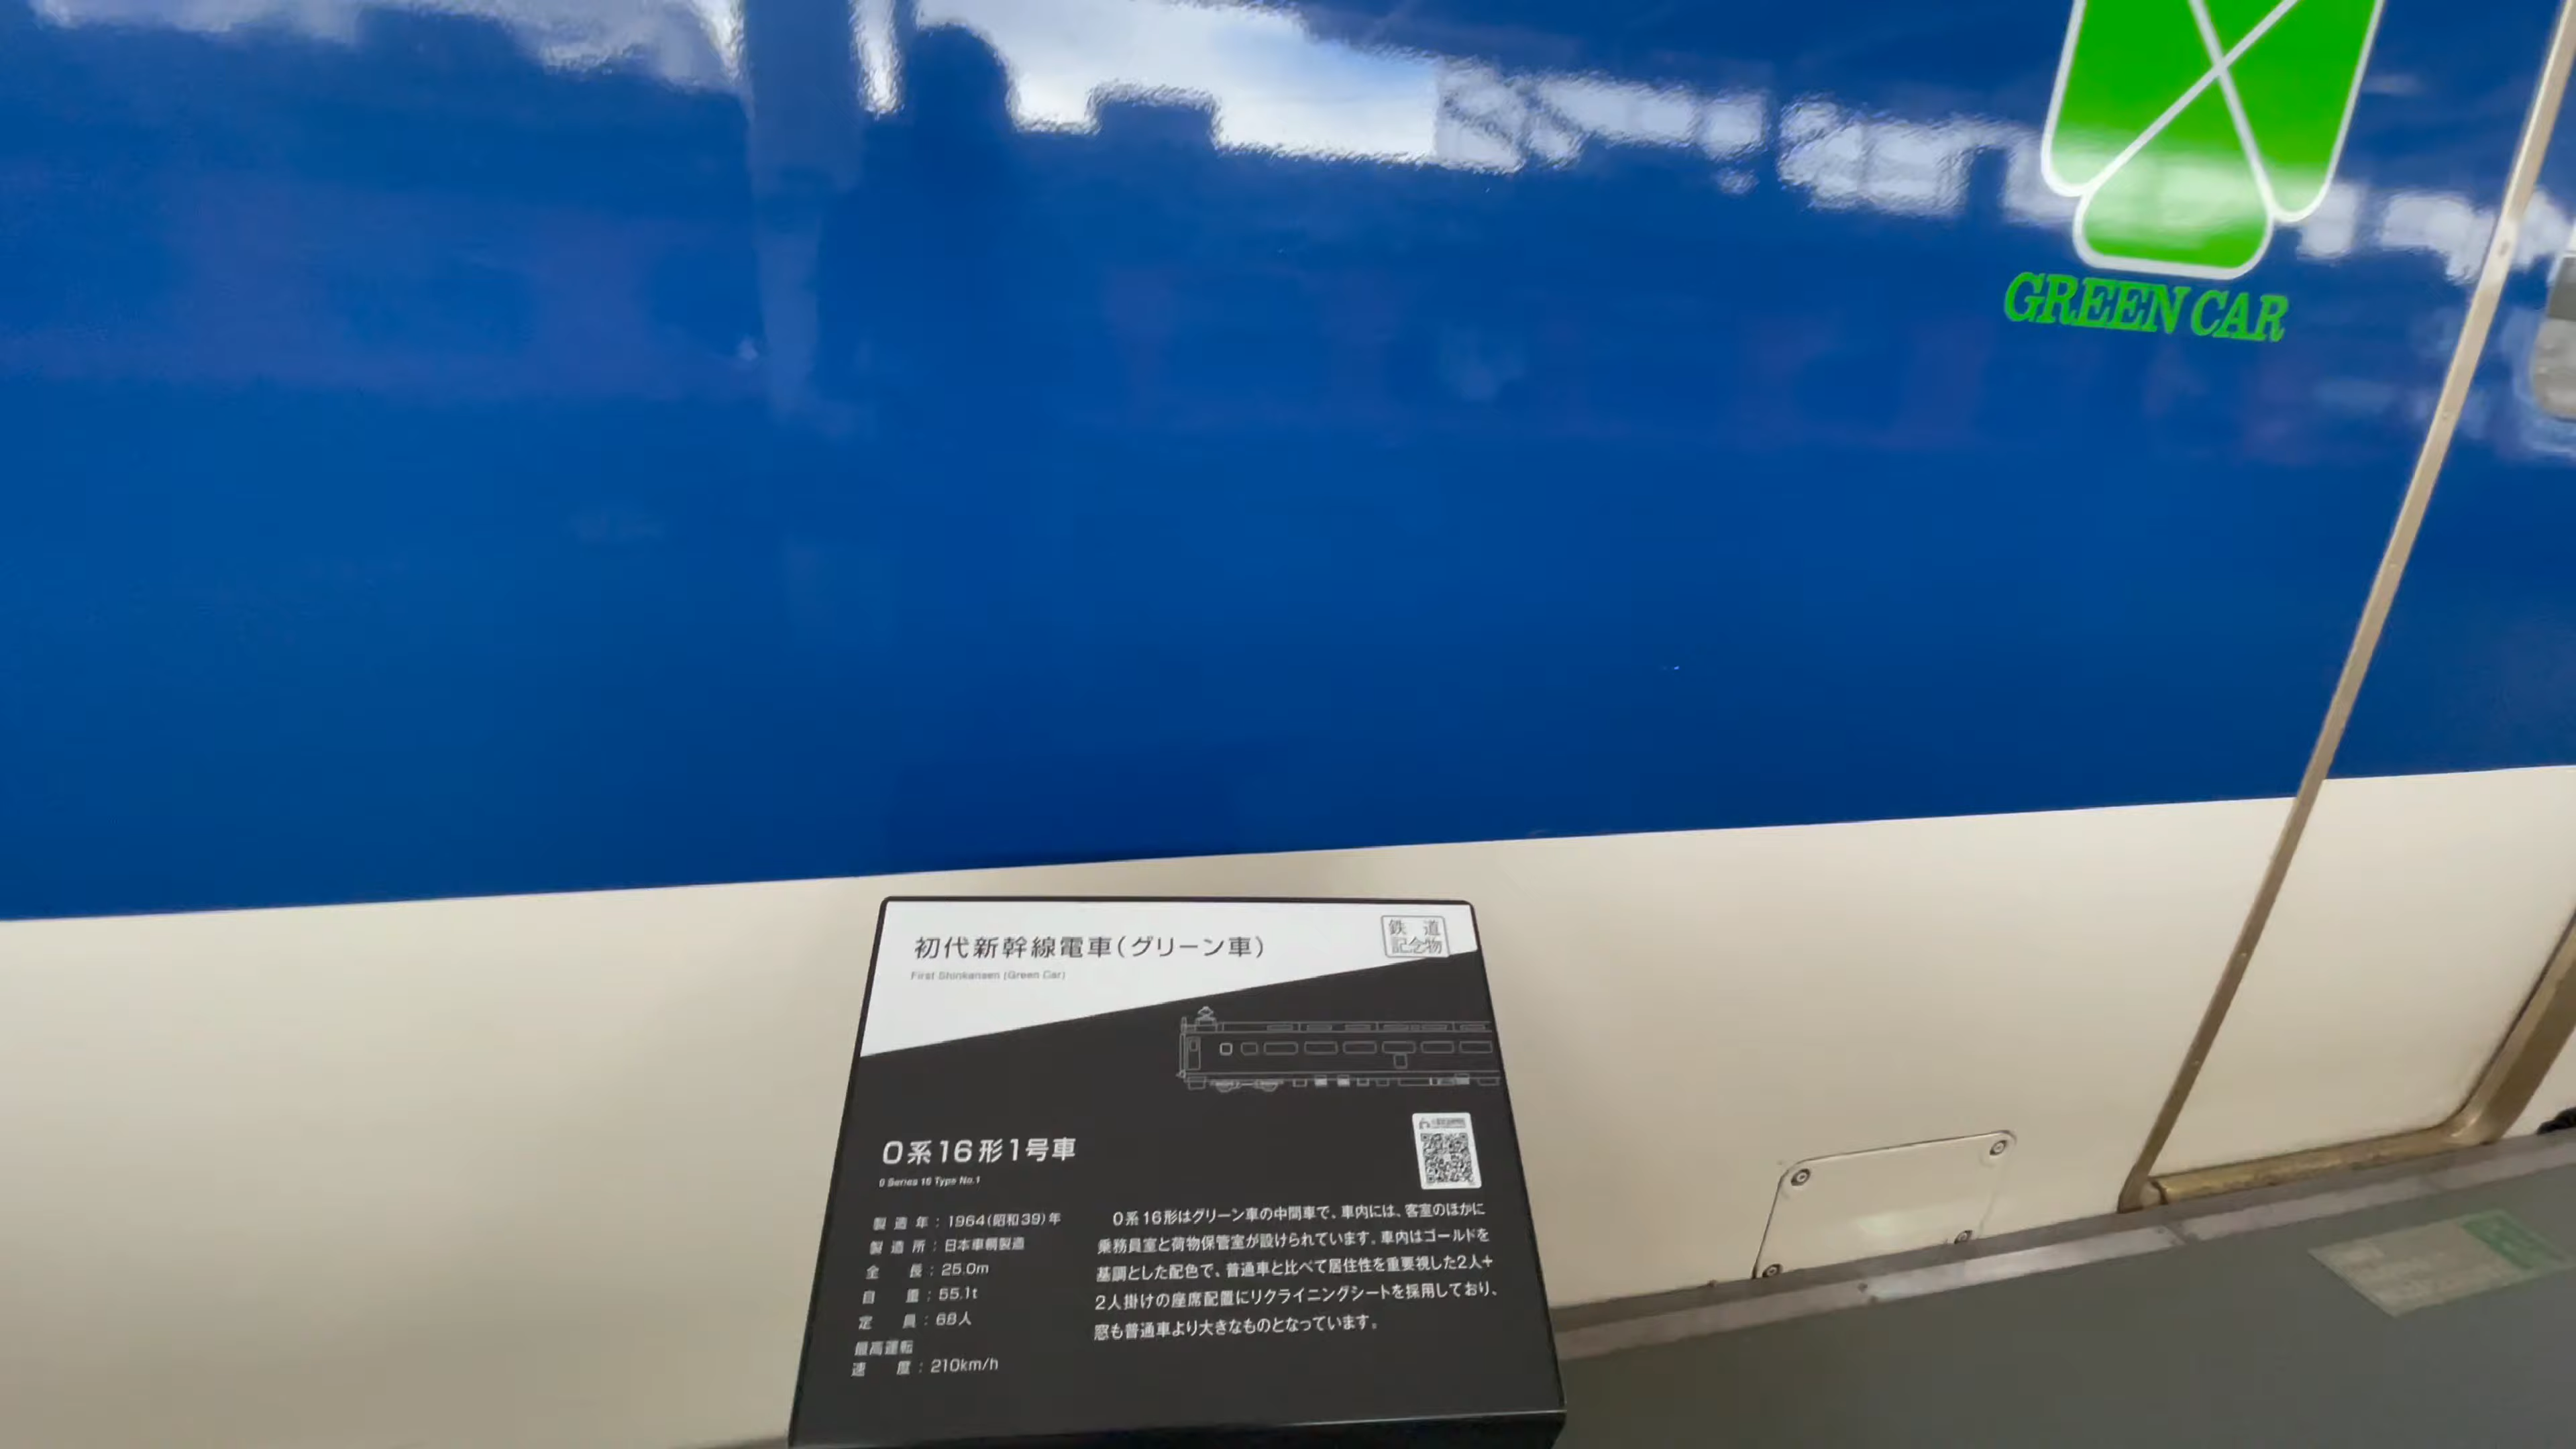 GREEN CAR
初代新幹線電車(グリーン車)
First Shinkansen (Green Car)
鉄道
記念物
0系16形1号車
0 Series 16 Type No.1
製造年:1964(昭和39)年
製造所:日本車輌製造
全長:25.0m
自重:55.1t
定員:68人
最高運転
速度:210km/h
0系16形はグリーン車の中間車で、車内には、客室のほかに
乗務員室と荷物保管室が設けられています。車内はゴールドを
基調とした配色で、普通車と比べて居住性を重要視した2人+
2人掛けの座席配置にリクライニングシートを採用しており、
窓も普通車より大きなものとなっています。